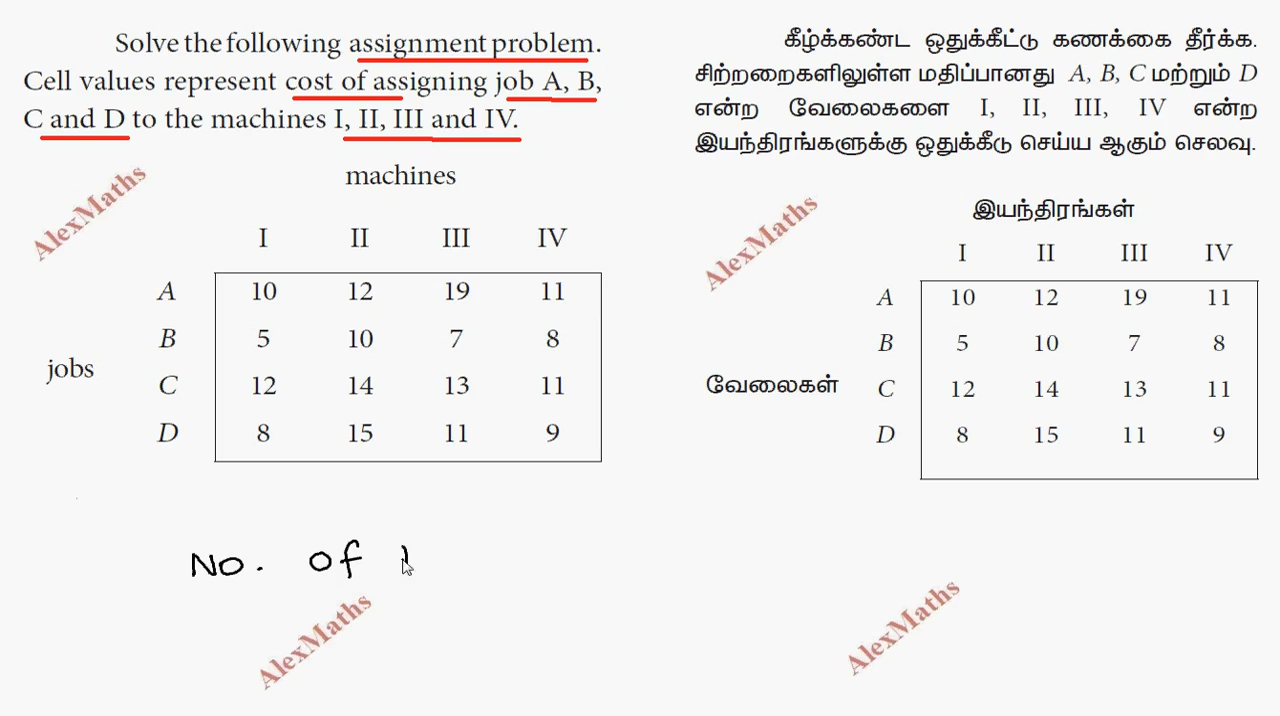 Solve the following assignment problem.
Cell values represent cost of assigning job A, B,
C and D to the machines I, II, III and IV.
machines
I II III IV
A 10 12 19 11
B 5 10 7 8
jobs
C 12 14 13 11
D 8 15 11 9
No. of
கீழ்க்கண்ட ஒதுக்கீட்டு கணக்கை தீர்க்க.
சிற்றறைகளிலுள்ள மதிப்பானது A, B, C மற்றும் D
என்ற வேலைகளை I, II, III, IV என்ற
இயந்திரங்களுக்கு ஒதுக்கீடு செய்ய ஆகும் செலவு.
இயந்திரங்கள்
I II III IV
A 10 12 19 11
B 5 10 7 8
வேலைகள் C 12 14 13 11
D 8 15 11 9
AlexMaths
AlexMaths
AlexMaths
AlexMaths